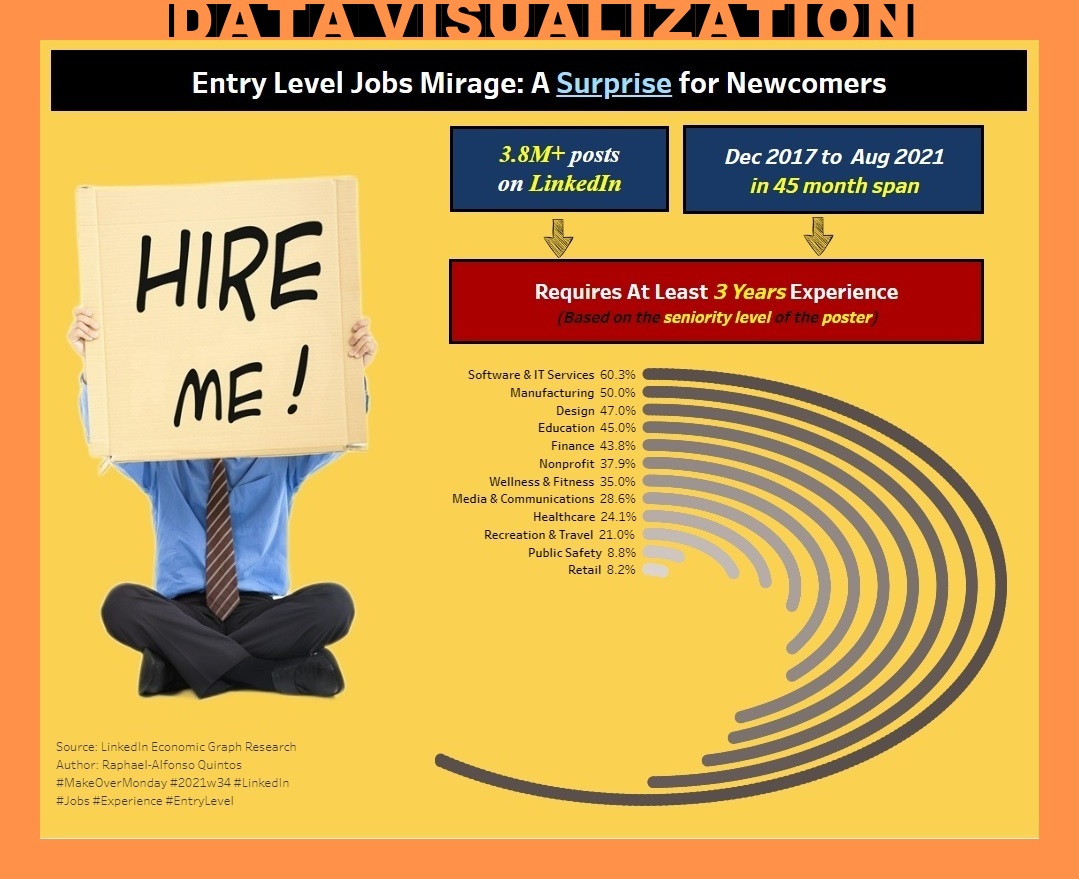 DATA VISUALIZATION
Entry Level Jobs Mirage: A Surprise for Newcomers
3.8M+ posts
on LinkedIn
Dec 2017 to Aug 2021
in 45 month span
HIRE
ME!
Requires At Least 3 Years Experience
(Based on the seniority level of the poster)
Software & IT Services 60.3%
Manufacturing 50.0%
Design 47.0%
Education 45.0%
Finance 43.8%
Nonprofit 37.9%
Wellness & Fitness 35.0%
Media & Communications 28.6%
Healthcare 24.1%
Recreation & Travel 21.0%
Public Safety 8.8%
Retail 8.2%
Source: LinkedIn Economic Graph Research
Author: Raphael-Alfonso Quintos
#MakeOverMonday #2021w34 #LinkedIn
#Jobs #Experience #EntryLevel